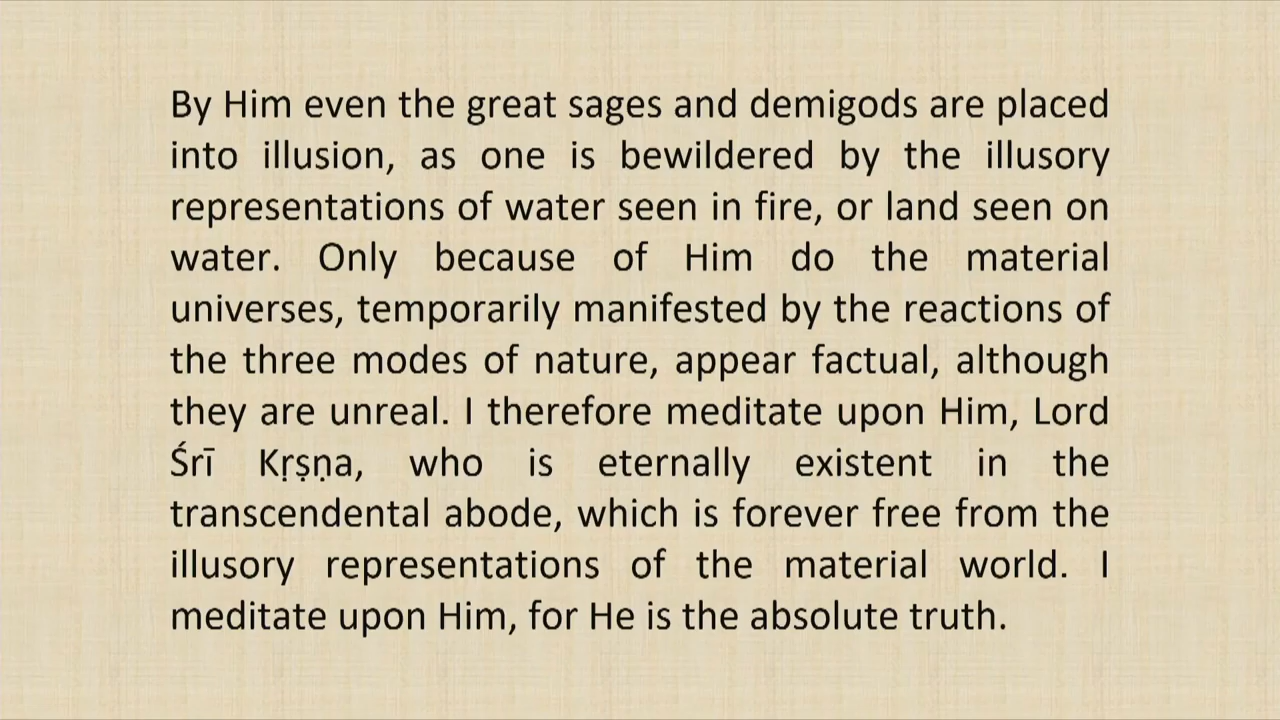 By Him even the great sages and demigods are placed
into illusion, as one is bewildered by the illusory
representations of water seen in fire, or land seen on
water. Only because of Him do the material
universes, temporarily manifested by the reactions of
the three modes of nature, appear factual, although
they are unreal. I therefore meditate upon Him, Lord
Śrī Kṛṣṇa, who is eternally existent in the
transcendental abode, which is forever free from the
illusory representations of the material world. I
meditate upon Him, for He is the absolute truth.